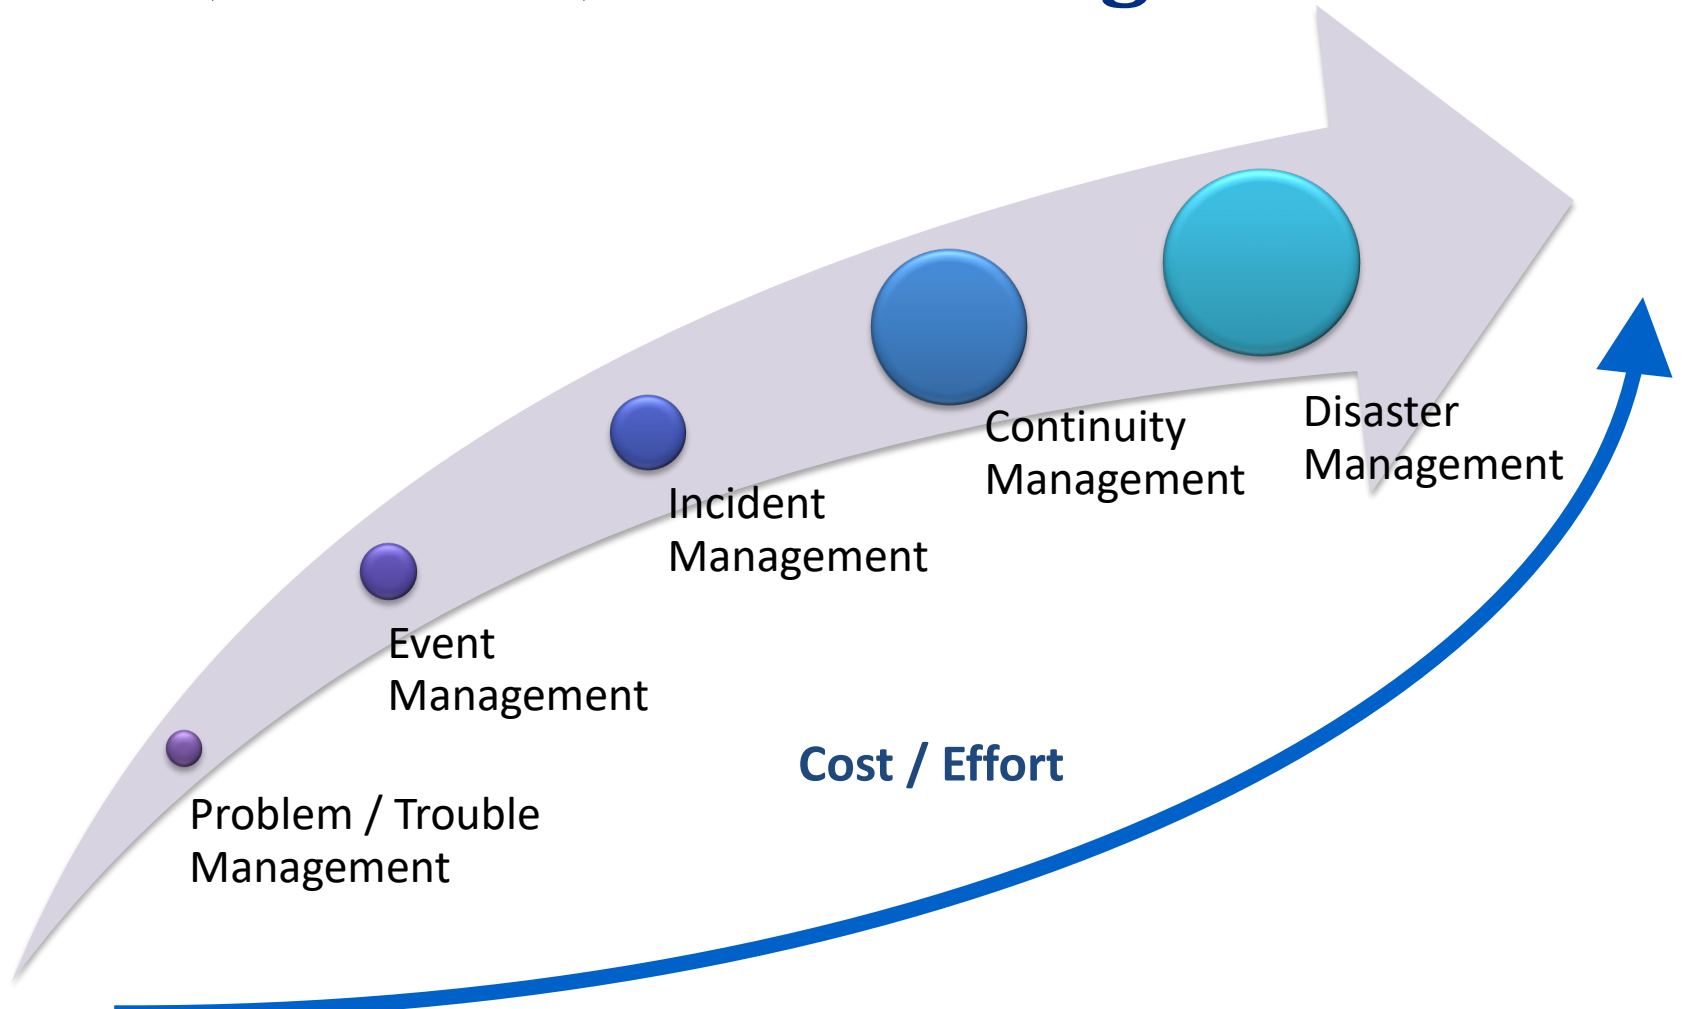 Disaster
Management
Continuity
Management
Incident
Management
Event
Management
Cost / Effort
Problem / Trouble
Management